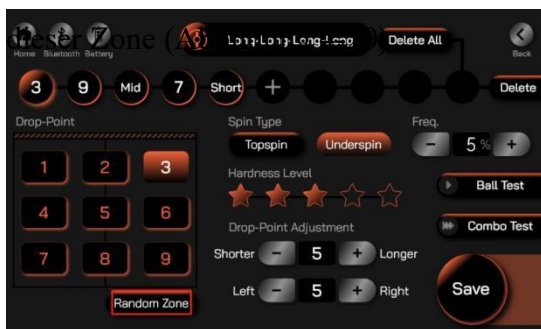 dieser Zone
Long-Long-Long-Long
Delete All
Home Bluetooth Battery
Back
3 9 Mid 7 Short + Delete
Drop-Point
Spin Type
Freq.
Topspin Underspin
- 5 % +
1 2 3
Hardness Level
Ball Test
4 5 6
Drop-Point Adjustment
Combo Test
Shorter - 5 + Longer
7 8 9
Left - 5 + Right
Save
Random Zone